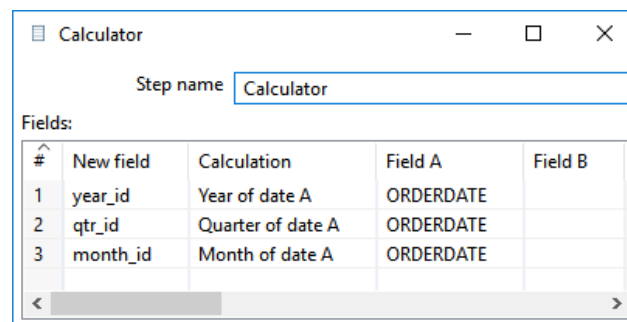 Calculator
Step name Calculator
Fields:
# New field Calculation Field A Field B
1 year_id Year of date A ORDERDATE
2 qtr_id Quarter of date A ORDERDATE
3 month_id Month of date A ORDERDATE